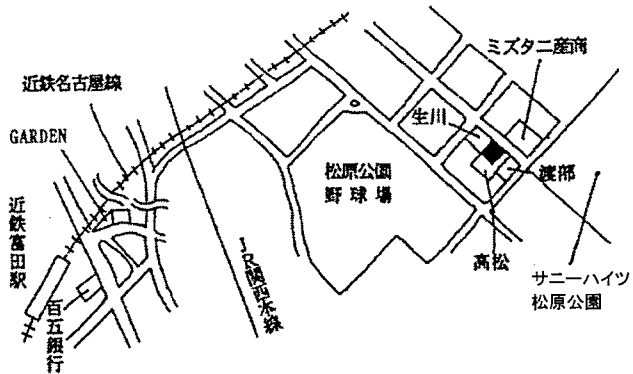 ミズタニ産商
近鉄名古屋線
生川
GARDEN
松原公園
野球場
渡部
近鉄富田駅
高松
JR関西本線
サニーハイツ
松原公園
百五銀行